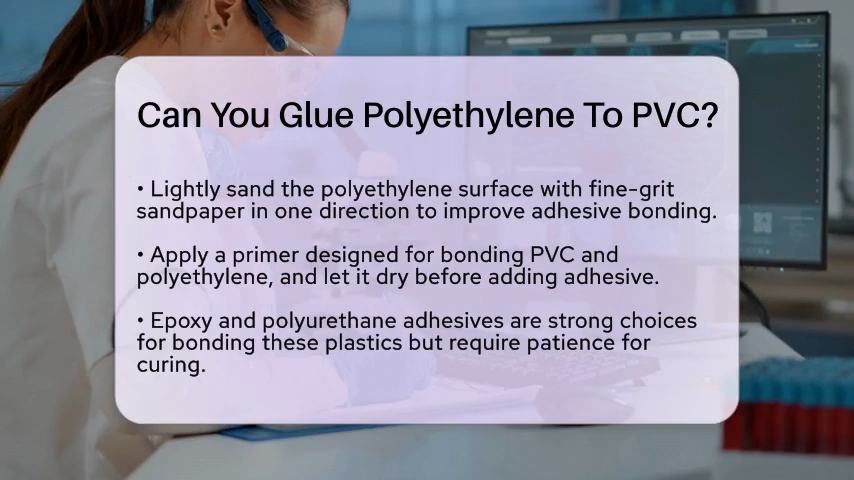 Can You Glue Polyethylene To PVC?
• Lightly sand the polyethylene surface with fine-grit
sandpaper in one direction to improve adhesive bonding.
• Apply a primer designed for bonding PVC and
polyethylene, and let it dry before adding adhesive.
• Epoxy and polyurethane adhesives are strong choices
for bonding these plastics but require patience for
curing.